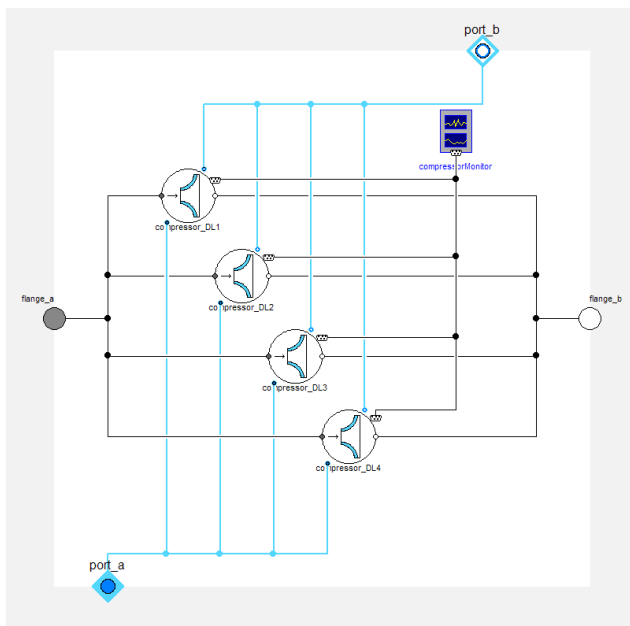 port_b
compressorMonitor
compressor_DL1
compressor_DL2
flange_a
flange_b
compressor_DL3
compressor_DL4
port_a